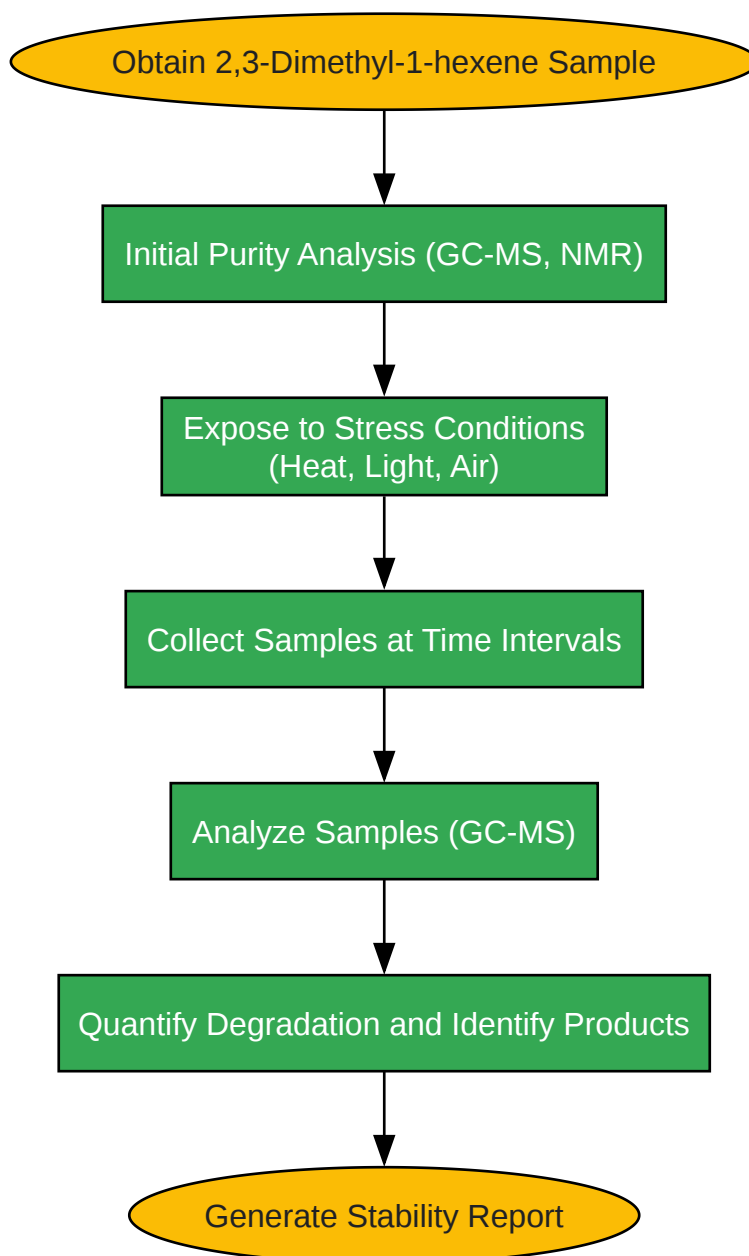 Obtain 2,3-Dimethyl-1-hexene Sample
Initial Purity Analysis (GC-MS, NMR)
Expose to Stress Conditions
(Heat, Light, Air)
Collect Samples at Time Intervals
Analyze Samples (GC-MS)
Quantify Degradation and Identify Products
Generate Stability Report